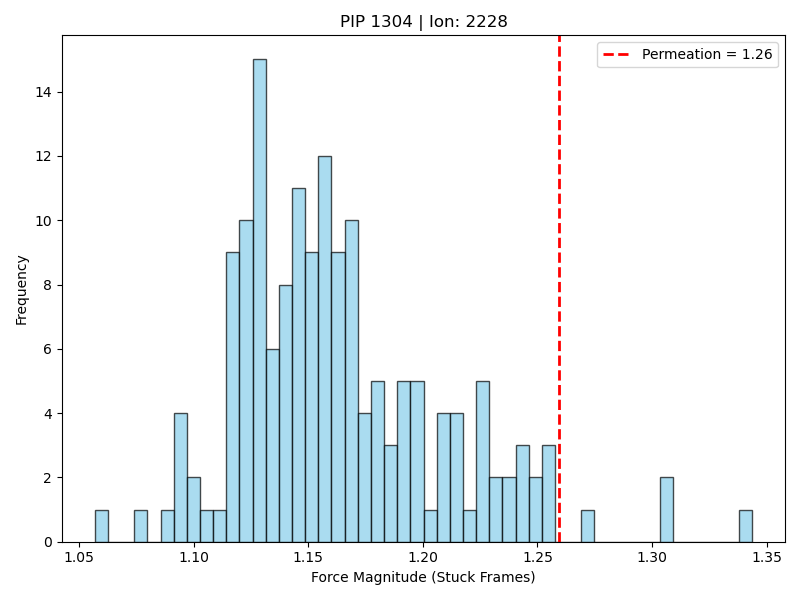 PIP 1304 | Ion: 2228
Permeation = 1.26
Frequency
14
12
10
8
6
4
2
0
1.05 1.10 1.15 1.20 1.25 1.30 1.35
Force Magnitude (Stuck Frames)